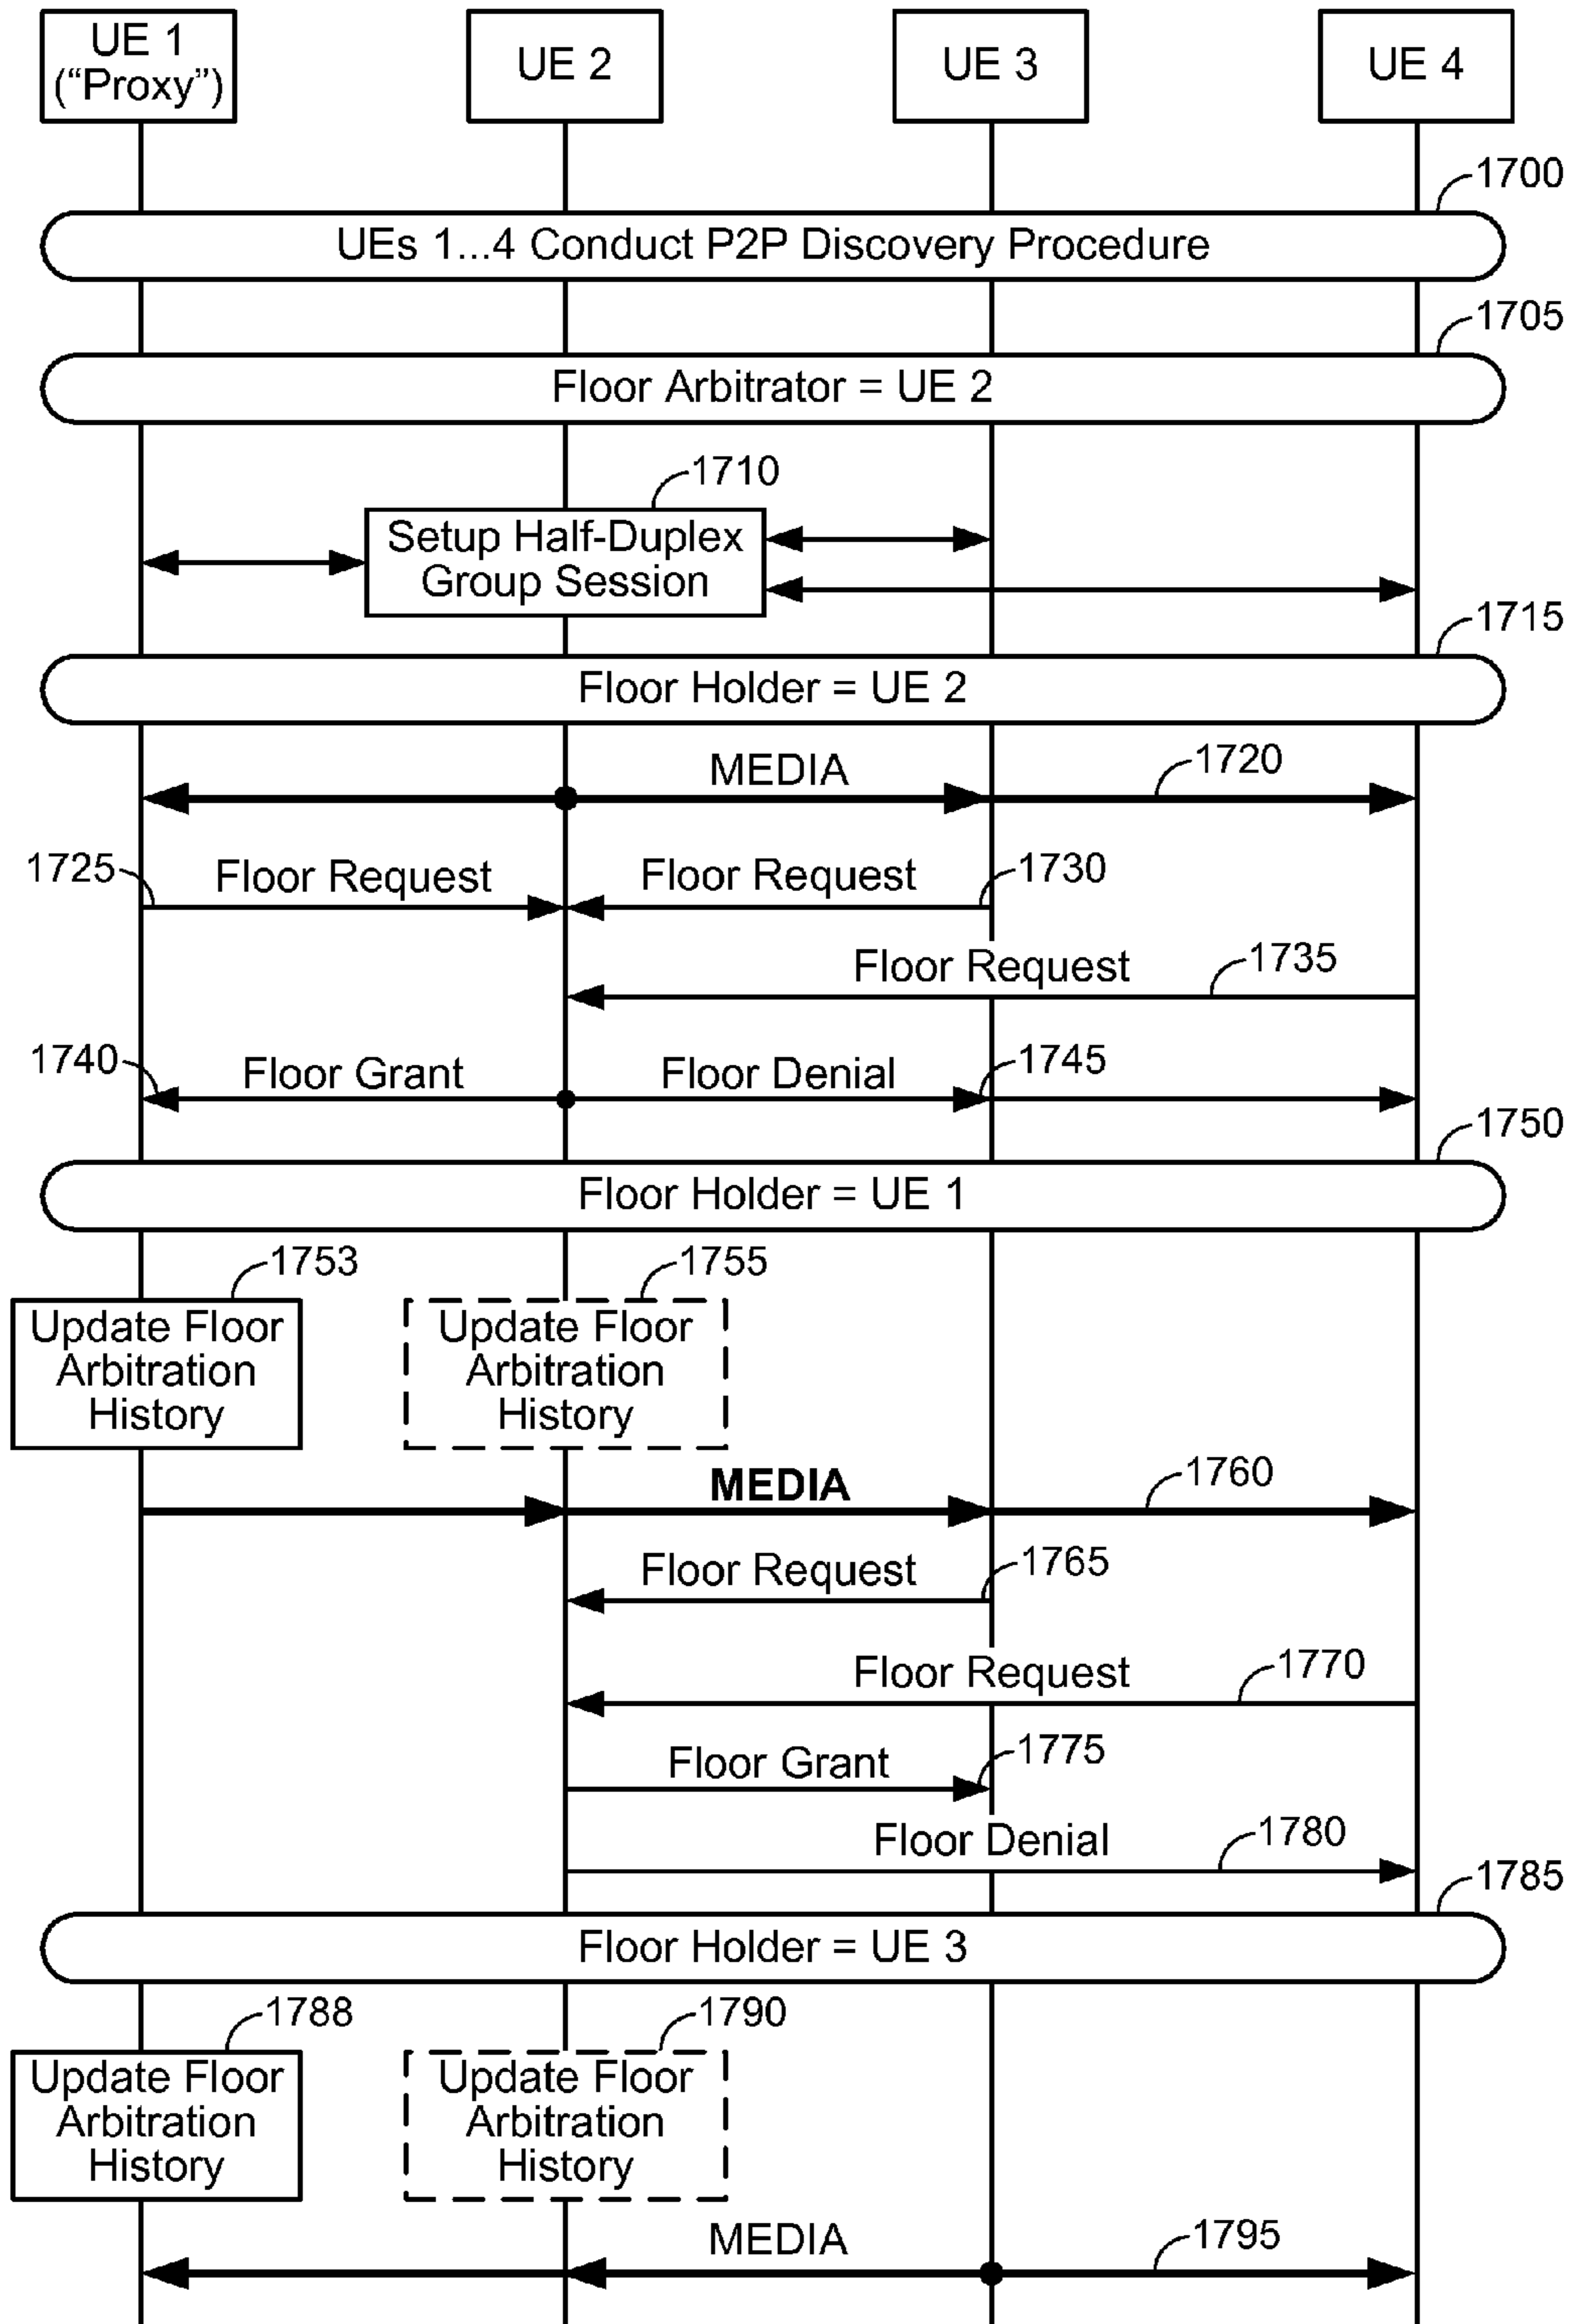 UE 1
("Proxy")
UE 2
UE 3
UE 4
1700
UEs 1...4 Conduct P2P Discovery Procedure
1705
Floor Arbitrator = UE 2
1710
Setup Half-Duplex
Group Session
1715
Floor Holder = UE 2
MEDIA
1720
1725
Floor Request
Floor Request
1730
Floor Request
1735
1740
Floor Grant
Floor Denial
1745
1750
Floor Holder = UE 1
1753
1755
Update Floor
Arbitration
History
Update Floor
Arbitration
History
MEDIA
1760
Floor Request
1765
Floor Request
1770
Floor Grant
1775
Floor Denial
1780
1785
Floor Holder = UE 3
1788
1790
Update Floor
Arbitration
History
Update Floor
Arbitration
History
MEDIA
1795